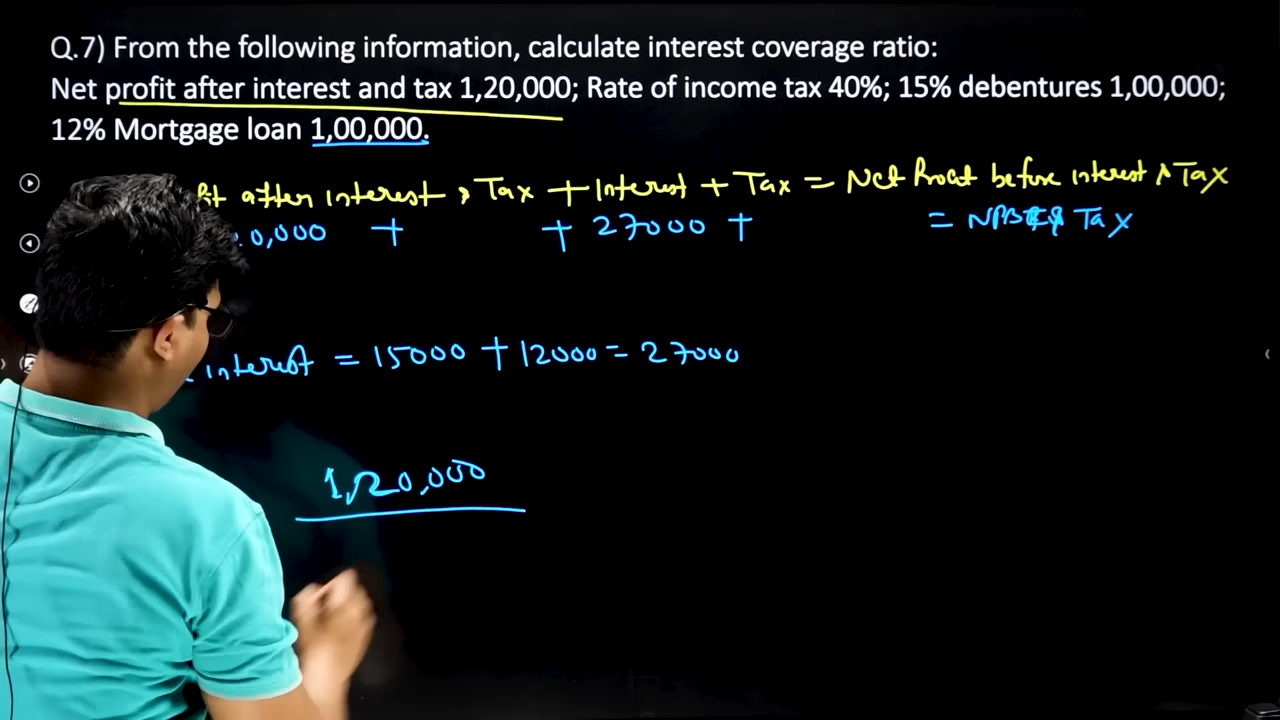 Q.7) From the following information, calculate interest coverage ratio:
Net profit after interest and tax 1,20,000; Rate of income tax 40%; 15% debentures 1,00,000;
12% Mortgage loan 1,00,000.
after interest & Tax + Interest + Tax = Net Profit before interest & Tax
0,000 + + 27000 + = Tax
interest = 15000 + 12000 = 27000
1,20,000